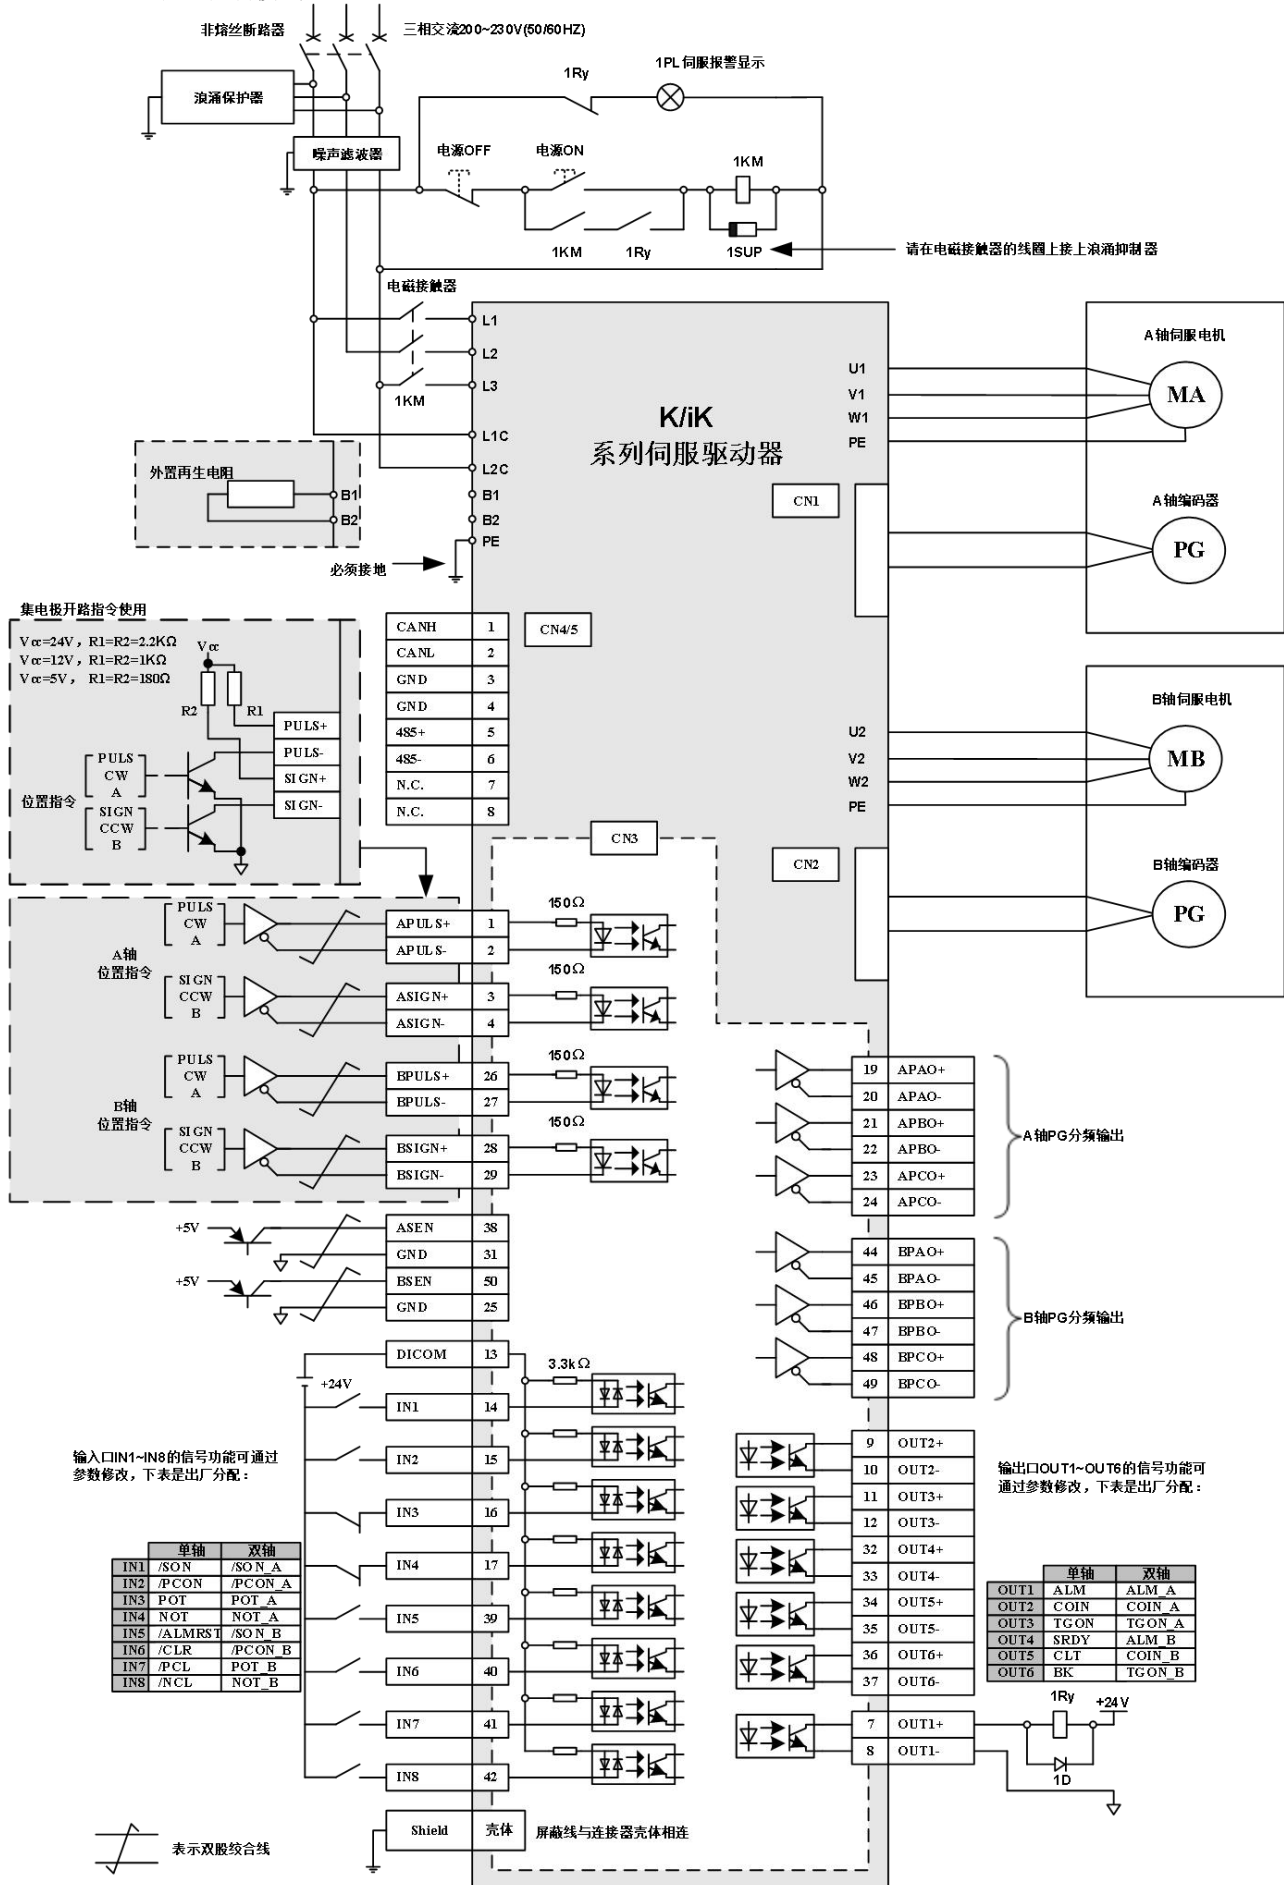 非熔丝断路器
三相交流200~230V(50/60HZ)
浪涌保护器
噪声滤波器
1Ry
1PL伺服报警显示
电源OFF
电源ON
1KM
1KM
1Ry
1SUP
请在电磁接触器的线圈上接上浪涌抑制器
电磁接触器
1KM
L1
L2
L3
L1C
L2C
B1
B2
PE
外置再生电阻
B1
B2
必须接地
K/iK
系列伺服驱动器
U1
V1
W1
PE
CN1
A轴伺服电机
MA
A轴编码器
PG
集电极开路指令使用
Vcc=24V，R1=R2=2.2KΩ
Vcc=12V，R1=R2=1KΩ
Vcc=5V， R1=R2=180Ω
Vcc
R2
R1
PULS+
PULS-
SIGN+
SIGN-
位置指令
PULS
CW
A
SIGN
CCW
B
CANH 1
CANL 2
GND 3
GND 4
485+ 5
485- 6
N.C. 7
N.C. 8
CN4/5
CN3
U2
V2
W2
PE
CN2
B轴伺服电机
MB
B轴编码器
PG
A轴
位置指令
PULS
CW
A
APULS+ 1
APULS- 2
150Ω
SIGN
CCW
B
ASIGN+ 3
ASIGN- 4
150Ω
B轴
位置指令
PULS
CW
A
BPULS+ 26
BPULS- 27
150Ω
SIGN
CCW
B
BSIGN+ 28
BSIGN- 29
150Ω
+5V
ASEN 38
GND 31
+5V
BSEN 50
GND 25
19 APAO+
20 APAO-
21 APBO+
22 APBO-
23 APCO+
24 APCO-
A轴PG分频输出
44 BPAO+
45 BPAO-
46 BPBO+
47 BPBO-
48 BPCO+
49 BPCO-
B轴PG分频输出
DICOM 13
3.3kΩ
+24V
IN1 14
IN2 15
IN3 16
IN4 17
IN5 39
IN6 40
IN7 41
IN8 42
输入口IN1~IN8的信号功能可通过
参数修改，下表是出厂分配：
单轴 双轴
IN1 /SON /SON_A
IN2 /PCON /PCON_A
IN3 POT POT_A
IN4 NOT NOT_A
IN5 /ALMRST /SON_B
IN6 /CLR /PCON_B
IN7 /PCL POT_B
IN8 /NCL NOT_B
9 OUT2+
10 OUT2-
11 OUT3+
12 OUT3-
32 OUT4+
33 OUT4-
34 OUT5+
35 OUT5-
36 OUT6+
37 OUT6-
7 OUT1+
8 OUT1-
输出口OUT1~OUT6的信号功能可
通过参数修改，下表是出厂分配：
单轴 双轴
OUT1 ALM ALM_A
OUT2 COIN COIN_A
OUT3 TGON TGON_A
OUT4 SRDY ALM_B
OUT5 CLT COIN_B
OUT6 BK TGON_B
1Ry
+24V
1D
Shield 壳体
屏蔽线与连接器壳体相连
表示双股绞合线